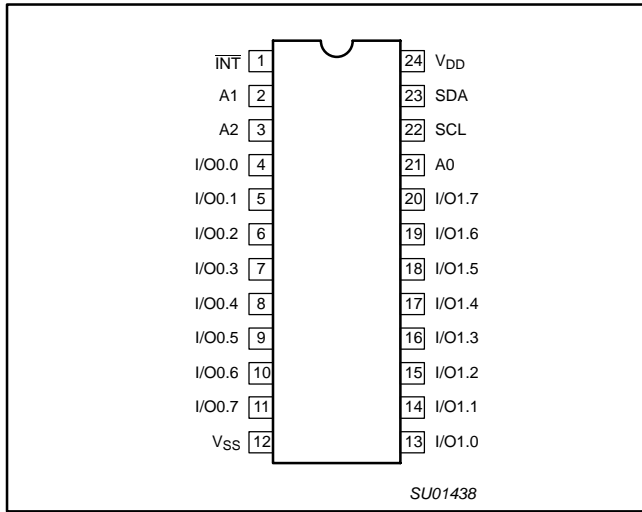 INT 1 24 VDD
A1 2 23 SDA
A2 3 22 SCL
I/O0.0 4 21 A0
I/O0.1 5 20 I/O1.7
I/O0.2 6 19 I/O1.6
I/O0.3 7 18 I/O1.5
I/O0.4 8 17 I/O1.4
I/O0.5 9 16 I/O1.3
I/O0.6 10 15 I/O1.2
I/O0.7 11 14 I/O1.1
VSS 12 13 I/O1.0
SU01438